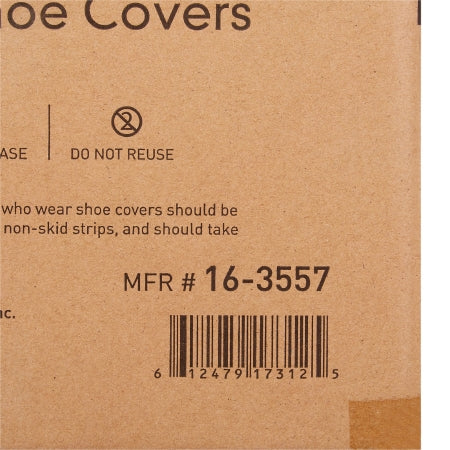 oe Covers
ASE
DO NOT REUSE
who wear shoe covers should be
non-skid strips, and should take
MFR # 16-3557
nc.
6 12479 17312 5